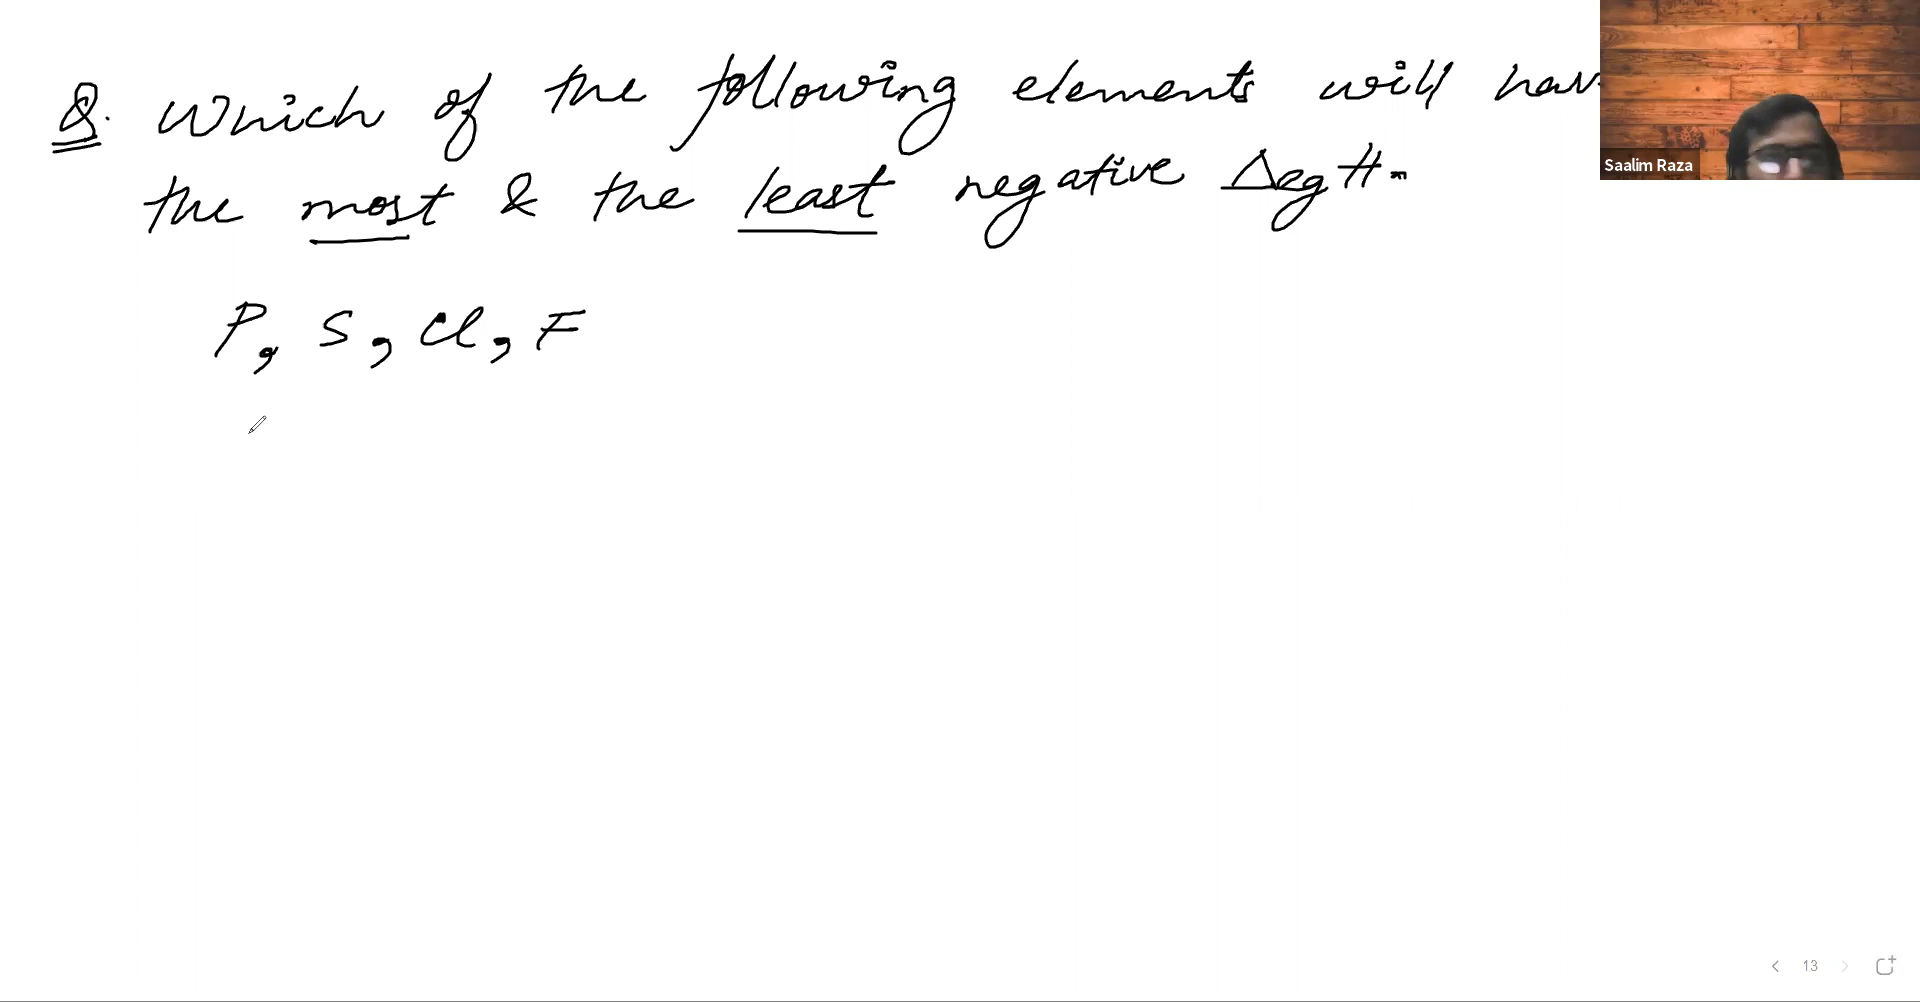 Q. Which of the following elements will hav
the most & the least negative ΔegH-
P, S, Cl, F
Saalim Raza
13